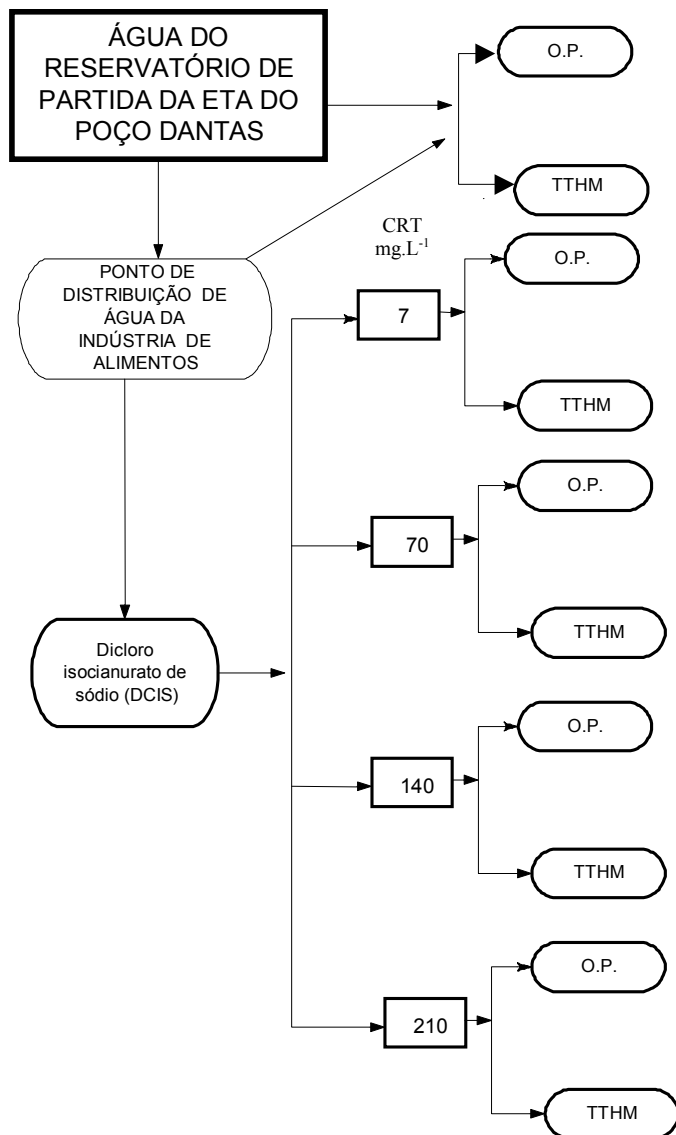 ÁGUA DO
RESERVATÓRIO DE
PARTIDA DA ETA DO
POÇO DANTAS
O.P.
TTHM
CRT
mg.L-1
PONTO DE
DISTRIBUIÇÃO DE
ÁGUA DA
INDÚSTRIA DE
ALIMENTOS
7
O.P.
TTHM
70
O.P.
TTHM
Dicloro
isocianurato de
sódio (DCIS)
140
O.P.
TTHM
210
O.P.
TTHM